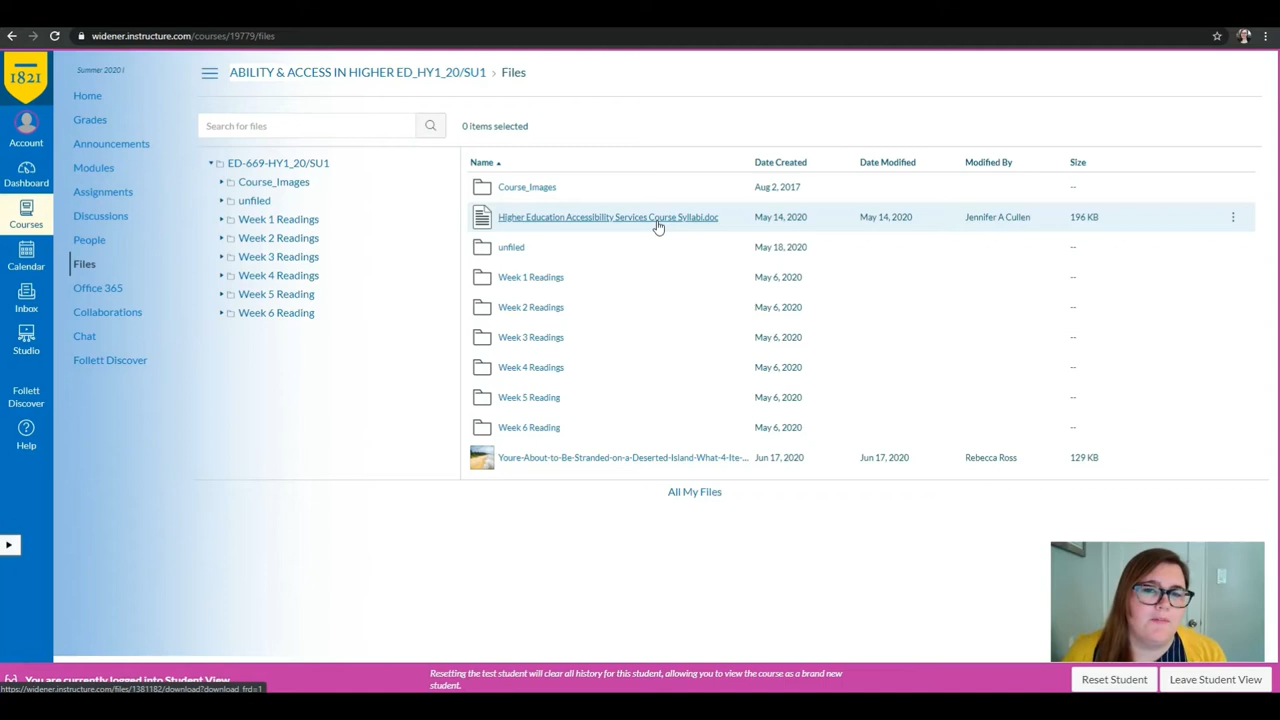 widener.instructure.com/courses/19779/files
1821
Account
Dashboard
Courses
Calendar
Inbox
Studio
Follett
Discover
Help
Summer 2020 I
Home
Grades
Announcements
Modules
Assignments
Discussions
People
Files
Office 365
Collaborations
Chat
Follett Discover
ABILITY & ACCESS IN HIGHER ED_HY1_20/SU1 > Files
Search for files
0 items selected
ED-669-HY1_20/SU1
Course_Images
unfiled
Week 1 Readings
Week 2 Readings
Week 3 Readings
Week 4 Readings
Week 5 Reading
Week 6 Reading
Name Date Created Date Modified Modified By Size
Course_Images Aug 2, 2017 --
Higher Education Accessibility Services Course Syllabi.doc May 14, 2020 May 14, 2020 Jennifer A Cullen 196 KB
unfiled May 18, 2020 --
Week 1 Readings May 6, 2020 --
Week 2 Readings May 6, 2020 --
Week 3 Readings May 6, 2020 --
Week 4 Readings May 6, 2020 --
Week 5 Reading May 6, 2020 --
Week 6 Reading May 6, 2020 --
Youre-About-to-Be-Stranded-on-a-Deserted-Island-What-4-Ite-... Jun 17, 2020 Jun 17, 2020 Rebecca Ross 129 KB
All My Files
You are currently logged into Student View
Resetting the test student will clear all history for this student, allowing you to view the course as a brand new
student.
Reset Student
Leave Student View
https://widener.instructure.com/files/1381182/download?download_frd=1